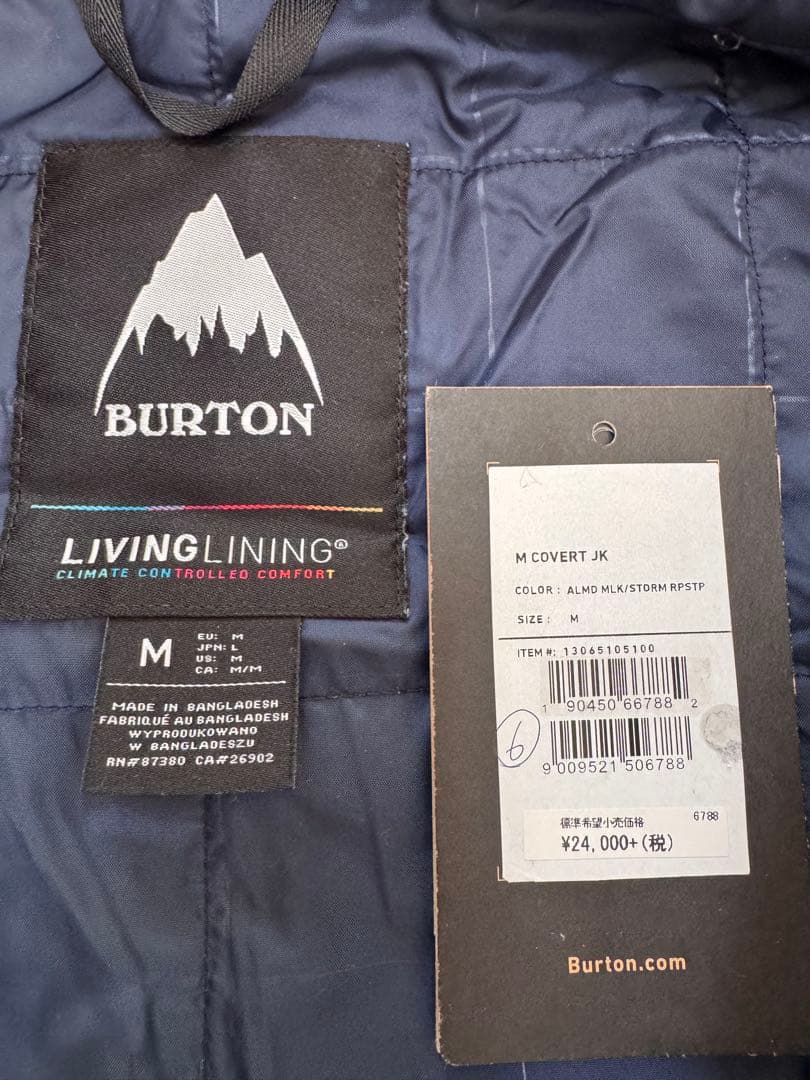 BURTON
LIVINGLINING®
CLIMATE CONTROLLED COMFORT
M
EU: M
JPN: L
US: M
CA: M/M
MADE IN BANGLADESH
FABRIQUÉ AU BANGLADESH
WYPRODUKOWANO
W BANGLADESZU
RN#87380 CA#26902
M COVERT JK
COLOR : ALMD MLK/STORM RPSTP
SIZE : M
ITEM #: 13065105100
1 90450 66788 2
6
9 009521 506788
標準希望小売価格 6788
¥24,000+(税)
Burton.com